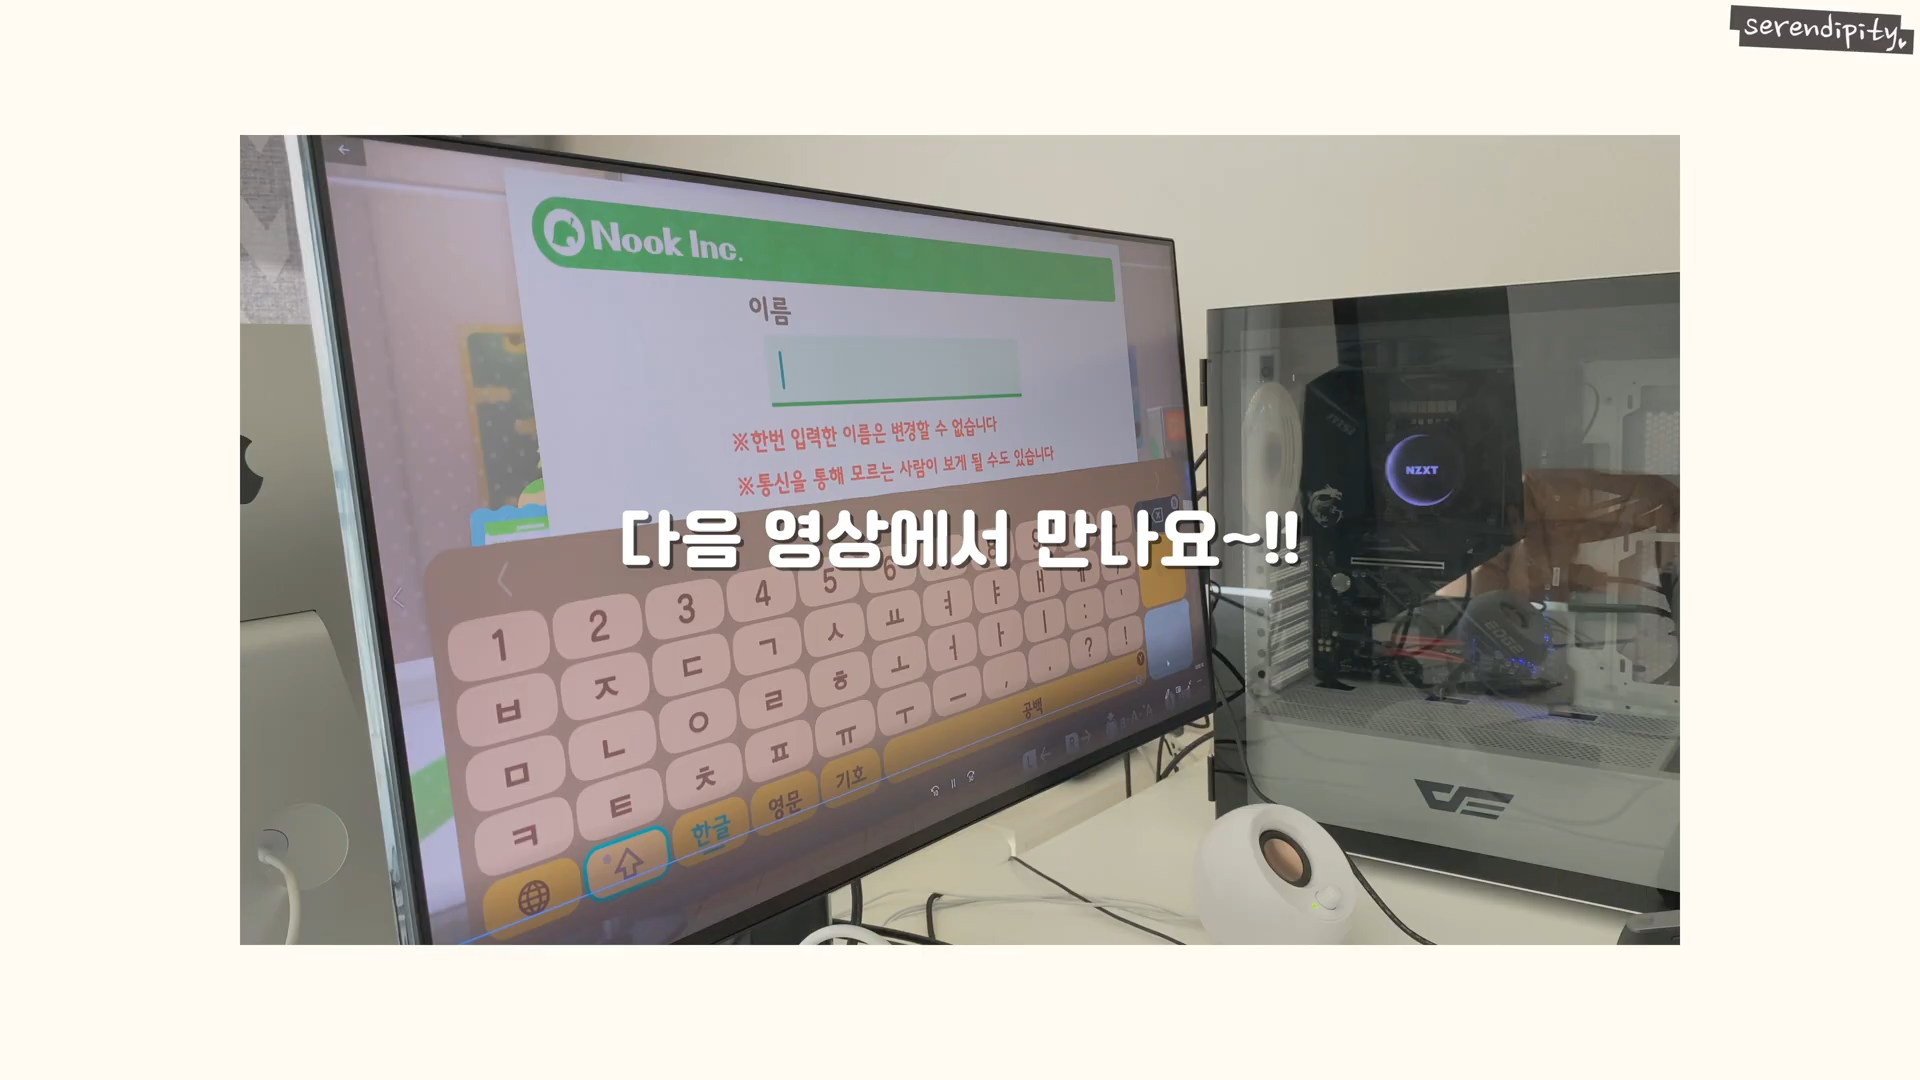 serendipity
Nook Inc.
이름
※한번 입력한 이름은 변경할 수 없습니다
※통신을 통해 모르는 사람이 보게 될 수도 있습니다
다음 영상에서 만나요~!!
1 2 3 4 5 6
ㅂ ㅈ ㄷ ㄱ ㅅ ㅛ ㅕ ㅑ ㅐ ㅔ
ㅁ ㄴ ㅇ ㄹ ㅎ ㅗ ㅓ ㅏ ㅣ :
ㅋ ㅌ ㅊ ㅍ ㅠ ㅜ ㅡ , . ? !
한글 영문 기호 공백
NZXT
msi